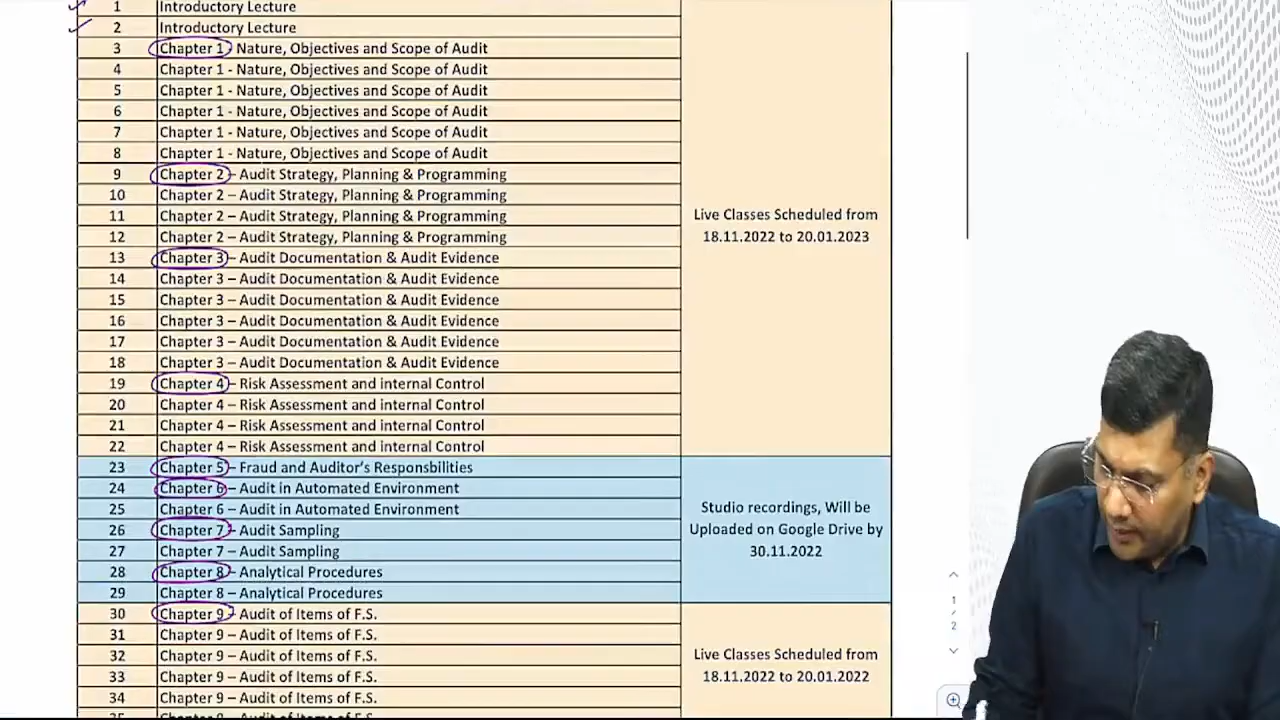 1 Introductory Lecture
2 Introductory Lecture
3 Chapter 1 - Nature, Objectives and Scope of Audit
4 Chapter 1 - Nature, Objectives and Scope of Audit
5 Chapter 1 - Nature, Objectives and Scope of Audit
6 Chapter 1 - Nature, Objectives and Scope of Audit
7 Chapter 1 - Nature, Objectives and Scope of Audit
8 Chapter 1 - Nature, Objectives and Scope of Audit
9 Chapter 2 – Audit Strategy, Planning & Programming
10 Chapter 2 – Audit Strategy, Planning & Programming
11 Chapter 2 – Audit Strategy, Planning & Programming
12 Chapter 2 – Audit Strategy, Planning & Programming
13 Chapter 3 – Audit Documentation & Audit Evidence
14 Chapter 3 – Audit Documentation & Audit Evidence
15 Chapter 3 – Audit Documentation & Audit Evidence
16 Chapter 3 – Audit Documentation & Audit Evidence
17 Chapter 3 – Audit Documentation & Audit Evidence
18 Chapter 3 – Audit Documentation & Audit Evidence
19 Chapter 4 – Risk Assessment and internal Control
20 Chapter 4 – Risk Assessment and internal Control
21 Chapter 4 – Risk Assessment and internal Control
22 Chapter 4 – Risk Assessment and internal Control
Live Classes Scheduled from
18.11.2022 to 20.01.2023
23 Chapter 5 – Fraud and Auditor's Responsbilities
24 Chapter 6 – Audit in Automated Environment
25 Chapter 6 – Audit in Automated Environment
26 Chapter 7 – Audit Sampling
27 Chapter 7 – Audit Sampling
28 Chapter 8 – Analytical Procedures
29 Chapter 8 – Analytical Procedures
Studio recordings, Will be
Uploaded on Google Drive by
30.11.2022
30 Chapter 9 – Audit of Items of F.S.
31 Chapter 9 – Audit of Items of F.S.
32 Chapter 9 – Audit of Items of F.S.
33 Chapter 9 – Audit of Items of F.S.
34 Chapter 9 – Audit of Items of F.S.
35 Chapter 9 – Audit of Items of F.S.
Live Classes Scheduled from
18.11.2022 to 20.01.2022
1
/
2